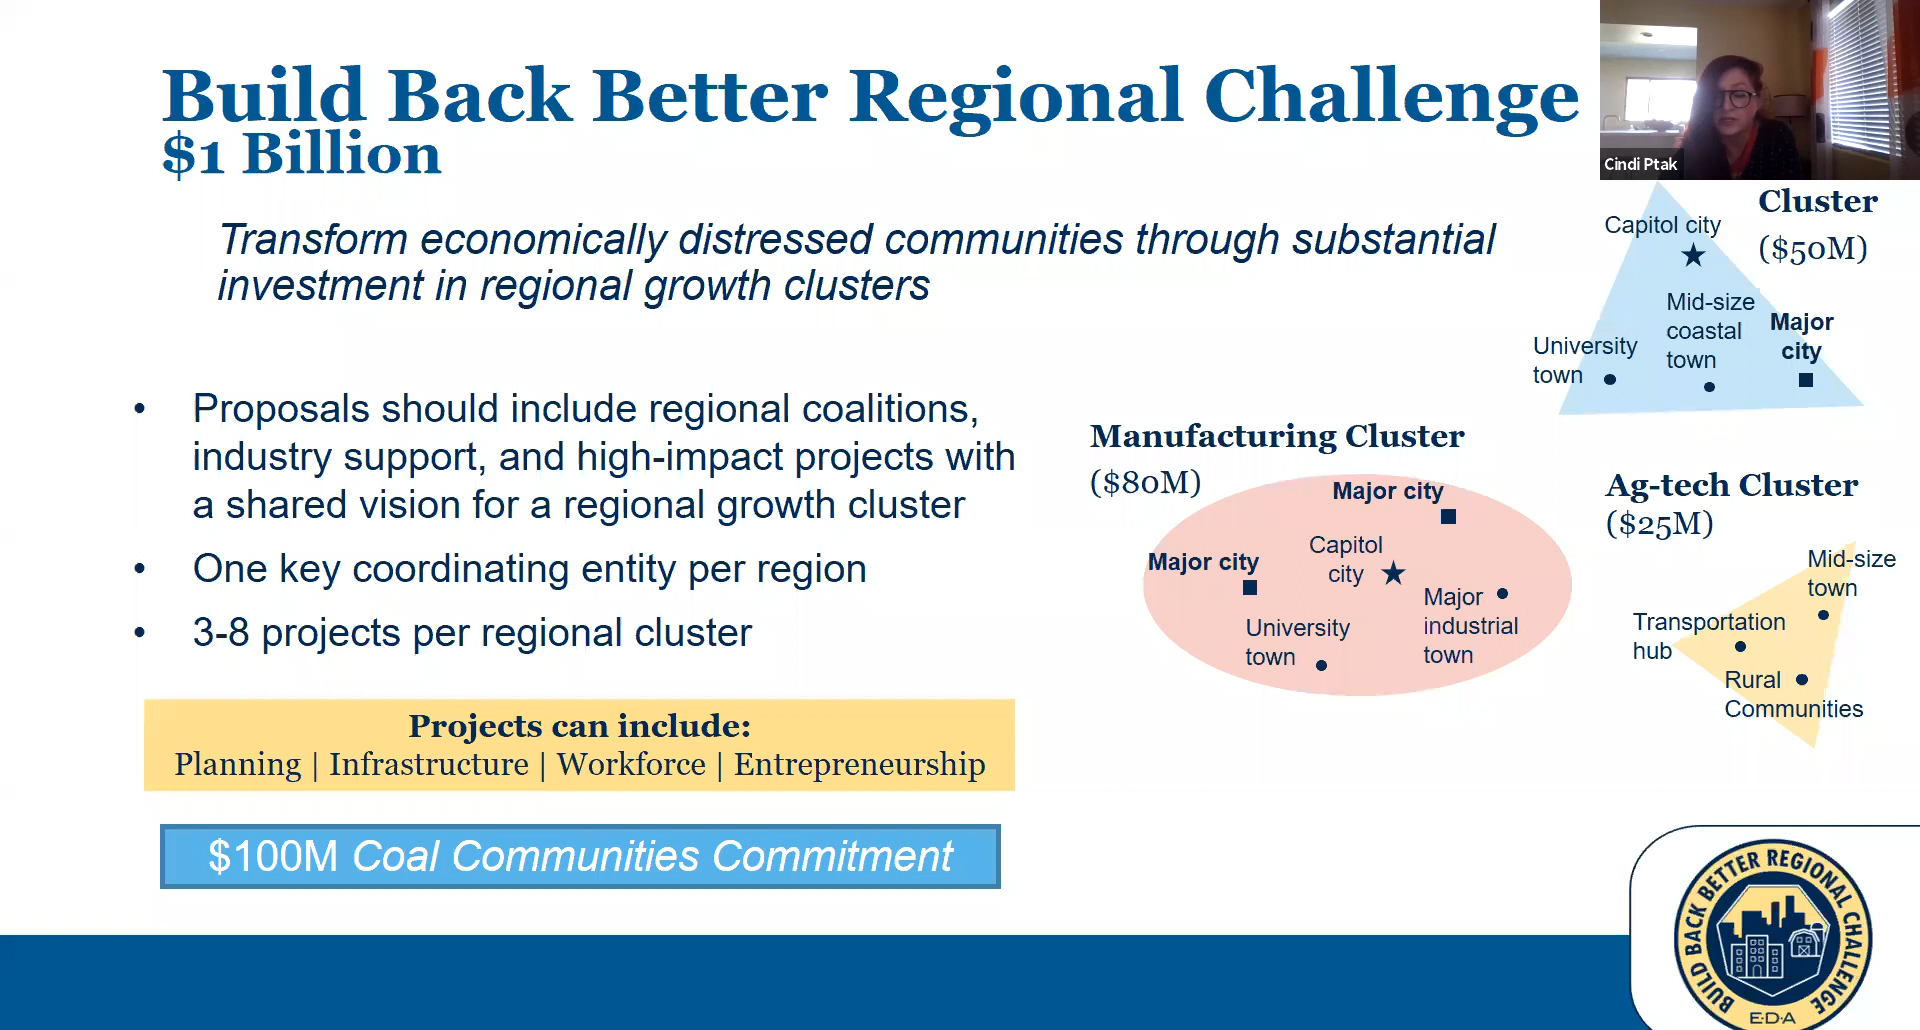 Build Back Better Regional Challenge
$1 Billion
Transform economically distressed communities through substantial
investment in regional growth clusters
• Proposals should include regional coalitions,
industry support, and high-impact projects with
a shared vision for a regional growth cluster
• One key coordinating entity per region
• 3-8 projects per regional cluster
Projects can include:
Planning | Infrastructure | Workforce | Entrepreneurship
$100M Coal Communities Commitment
Cindi Ptak
Cluster
($50M)
Capitol city
Mid-size
coastal
town
Major
city
University
town
Manufacturing Cluster
($80M)
Major city
Major city
Capitol
city
Major
industrial
town
University
town
Ag-tech Cluster
($25M)
Mid-size
town
Transportation
hub
Rural
Communities
BUILD BACK BETTER REGIONAL CHALLENGE
E·D·A